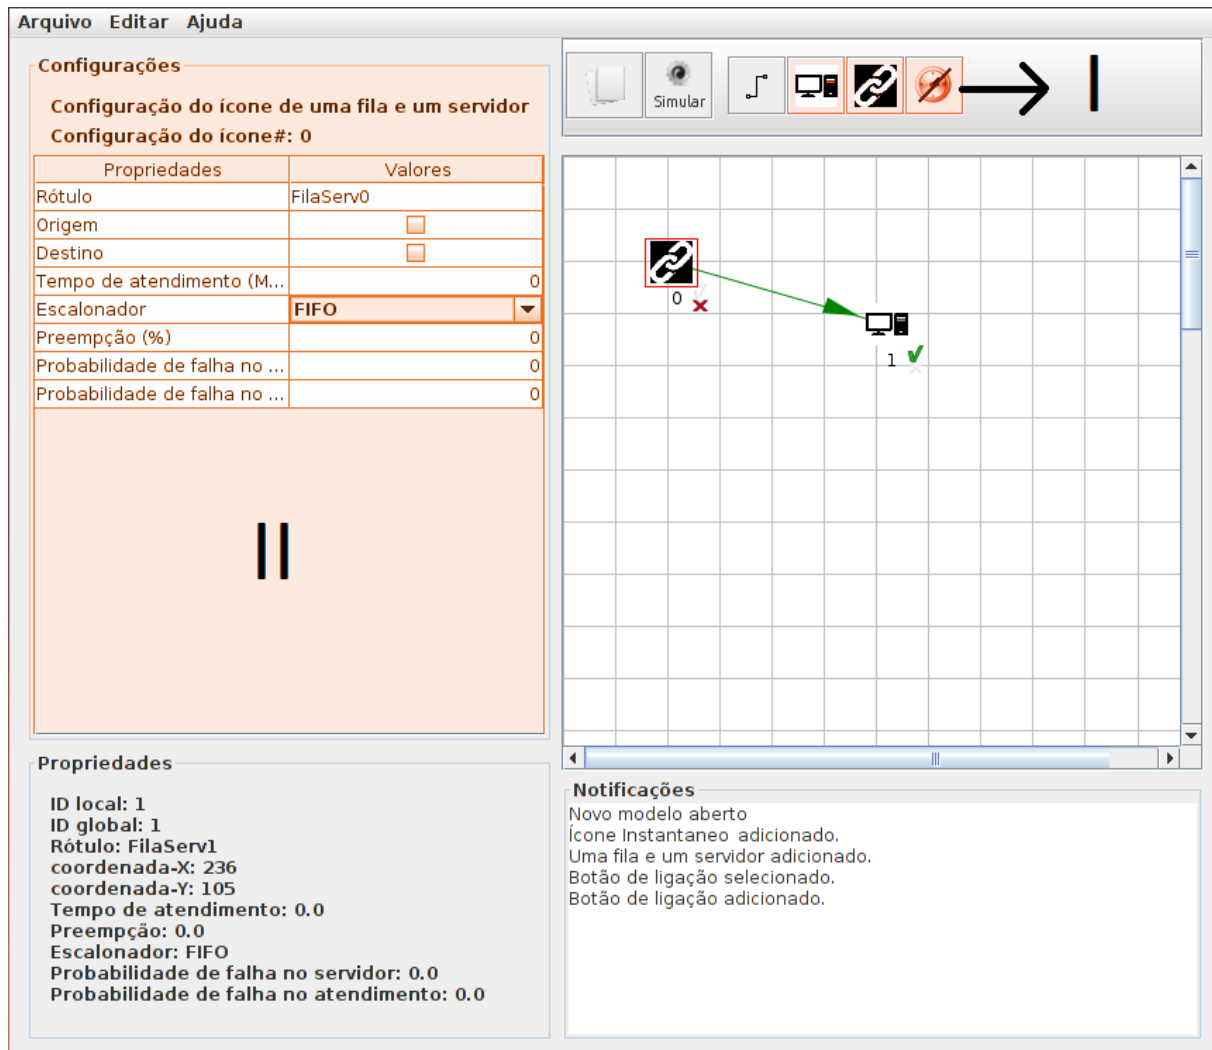 Arquivo Editar Ajuda
Configurações
Configuração do ícone de uma fila e um servidor
Configuração do ícone#: 0
Propriedades Valores
Rótulo FilaServ0
Origem
Destino
Tempo de atendimento (M... 0
Escalonador FIFO
Preempção (%) 0
Probabilidade de falha no ... 0
Probabilidade de falha no ... 0
II
Propriedades
ID local: 1
ID global: 1
Rótulo: FilaServ1
coordenada-X: 236
coordenada-Y: 105
Tempo de atendimento: 0.0
Preempção: 0.0
Escalonador: FIFO
Probabilidade de falha no servidor: 0.0
Probabilidade de falha no atendimento: 0.0
Simular
I
0
1
Notificações
Novo modelo aberto
Ícone Instantaneo adicionado.
Uma fila e um servidor adicionado.
Botão de ligação selecionado.
Botão de ligação adicionado.